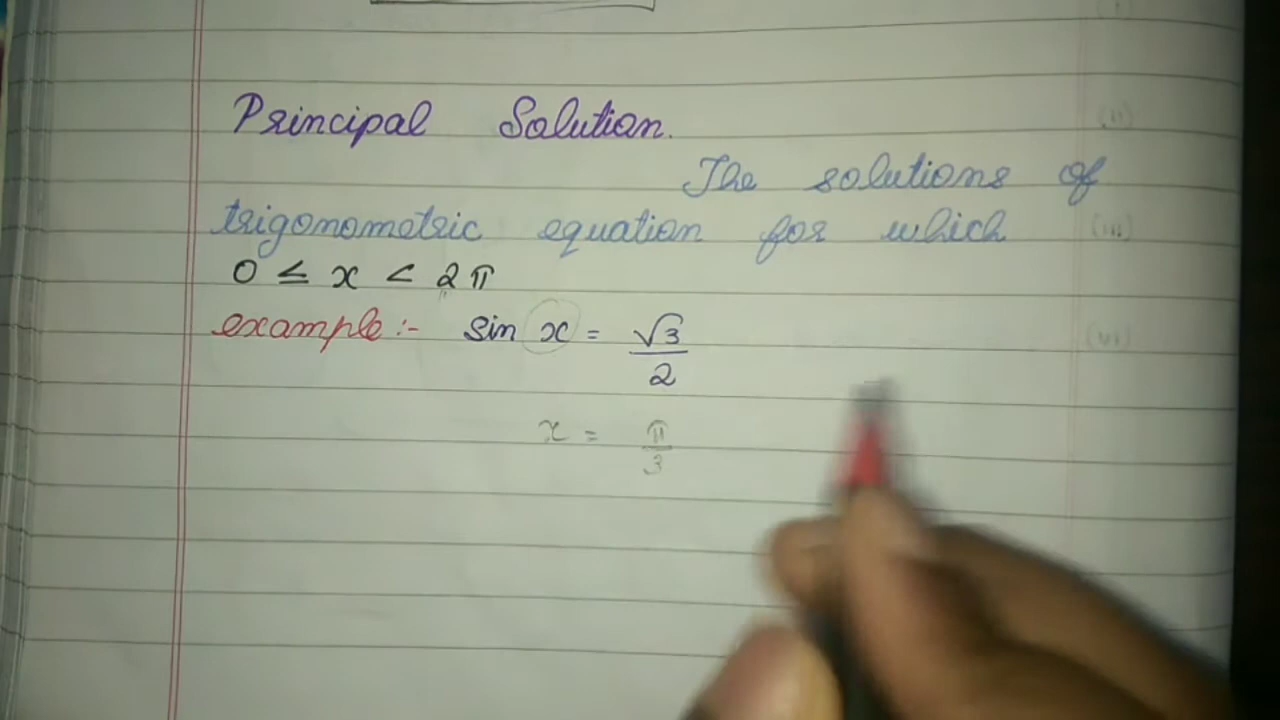 Principal Solution.
The solutions of
trigonometric equation for which
0 ≤ x < 2π
example:- sin x = √3/2
x = π/3